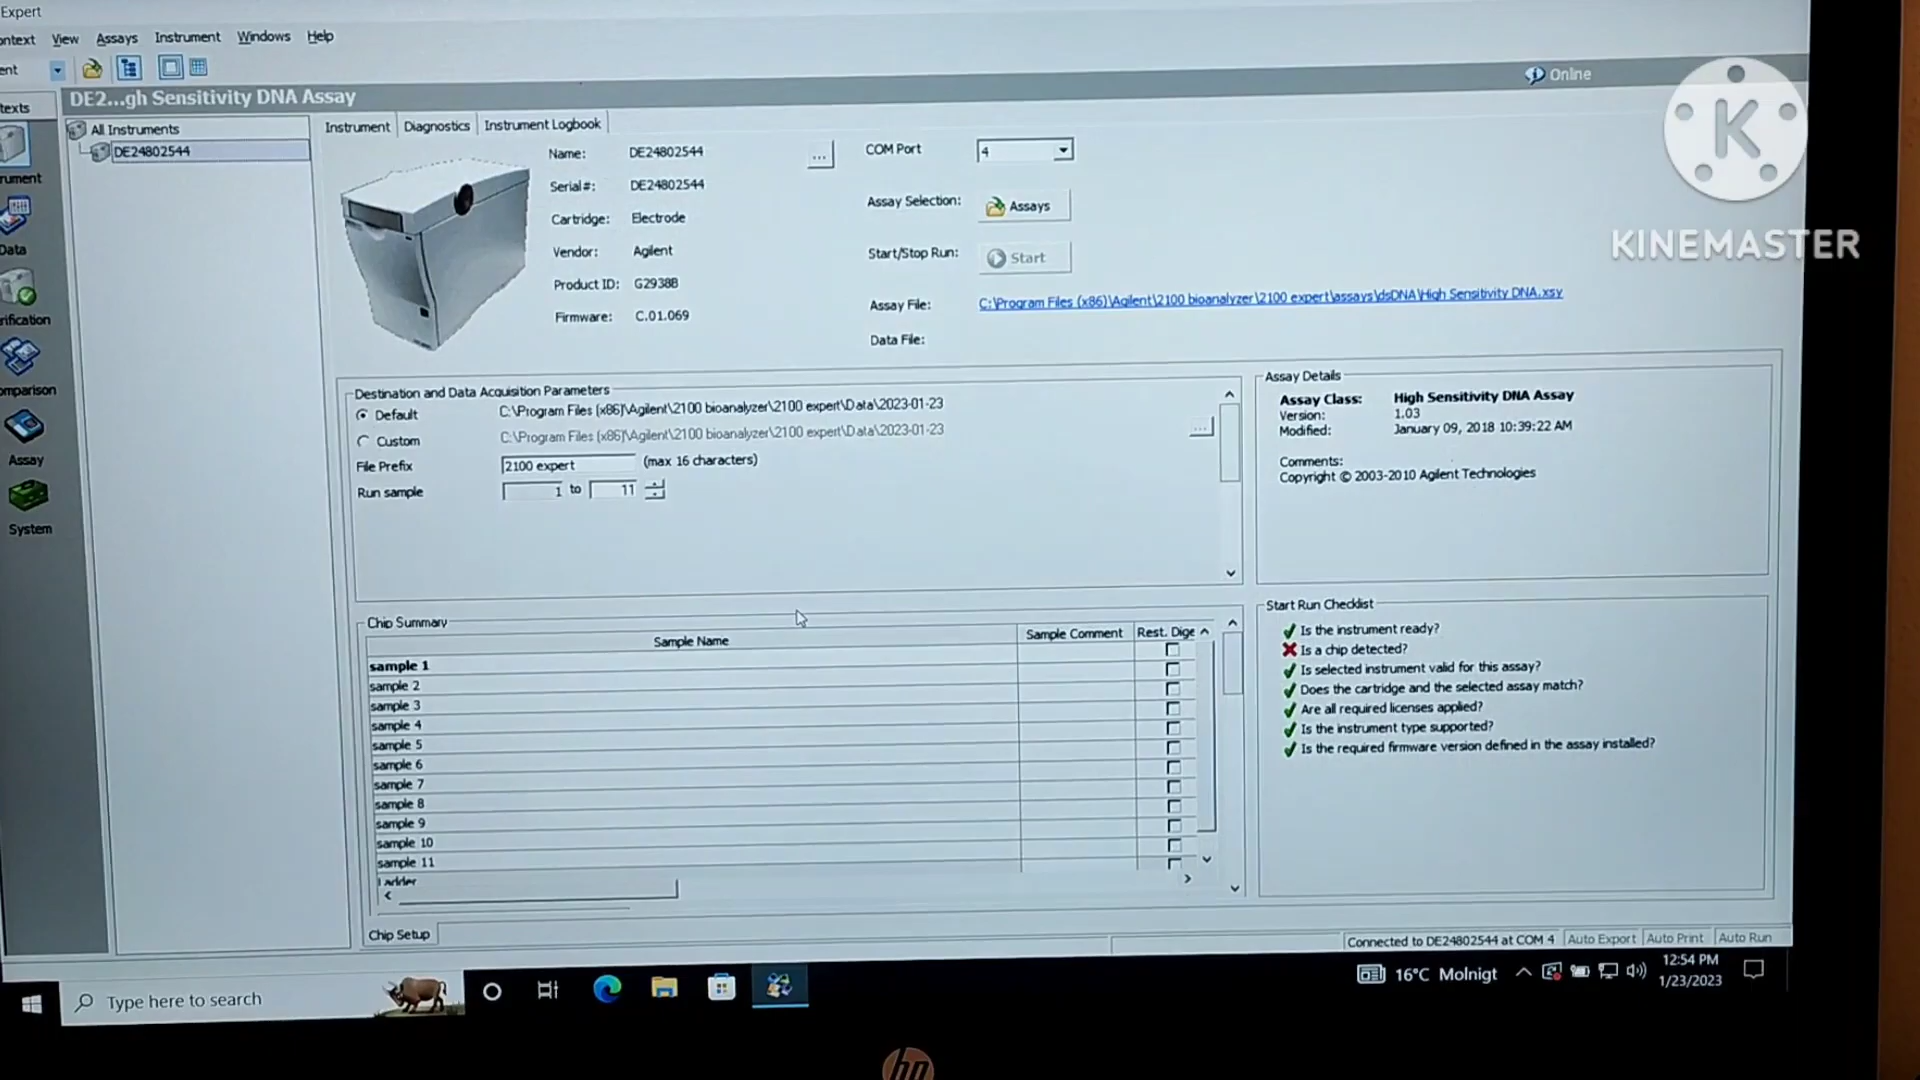 Expert
ontext View Assays Instrument Windows Help
ent
DE2...gh Sensitivity DNA Assay
Online
texts
All Instruments
DE24802544
Instrument Diagnostics Instrument Logbook
Name: DE24802544 ...
COM Port 4
Serial#: DE24802544
Assay Selection: Assays
Cartridge: Electrode
Vendor: Agilent
Start/Stop Run: Start
Product ID: G2938B
Assay File: C:\Program Files (x86)\Agilent\2100 bioanalyzer\2100 expert\assays\dsDNA\High Sensitivity DNA.xsy
Firmware: C.01.069
Data File:
rument
Data
rification
omparison
Assay
System
Destination and Data Acquisition Parameters
Default C:\Program Files (x86)\Agilent\2100 bioanalyzer\2100 expert\Data\2023-01-23
Custom C:\Program Files (x86)\Agilent\2100 bioanalyzer\2100 expert\Data\2023-01-23 ...
File Prefix 2100 expert (max 16 characters)
Run sample 1 to 11
Assay Details
Assay Class: High Sensitivity DNA Assay
Version: 1.03
Modified: January 09, 2018 10:39:22 AM
Comments:
Copyright © 2003-2010 Agilent Technologies
Chip Summary
Sample Name Sample Comment Rest. Dige
sample 1
sample 2
sample 3
sample 4
sample 5
sample 6
sample 7
sample 8
sample 9
sample 10
sample 11
Ladder
Chip Setup
Start Run Checklist
Is the instrument ready?
Is a chip detected?
Is selected instrument valid for this assay?
Does the cartridge and the selected assay match?
Are all required licenses applied?
Is the instrument type supported?
Is the required firmware version defined in the assay installed?
Connected to DE24802544 at COM 4 Auto Export Auto Print Auto Run
Type here to search
16°C Molnigt
12:54 PM
1/23/2023
hp
K
KINEMASTER